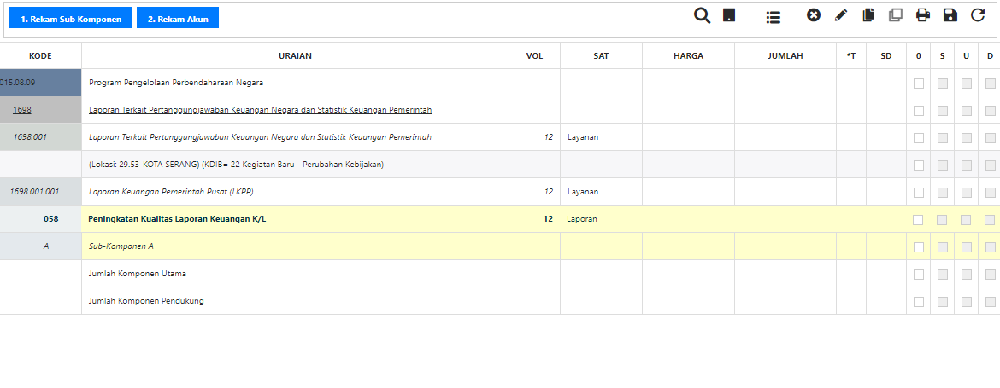 1. Rekam Sub Komponen 2. Rekam Akun
KODE URAIAN VOL SAT HARGA JUMLAH *T SD 0 S U D
015.08.09 Program Pengelolaan Perbendaharaan Negara
1698 Laporan Terkait Pertanggungjawaban Keuangan Negara dan Statistik Keuangan Pemerintah
1698.001 Laporan Terkait Pertanggungjawaban Keuangan Negara dan Statistik Keuangan Pemerintah 12 Layanan
(Lokasi: 29.53-KOTA SERANG) (KDIB= 22 Kegiatan Baru - Perubahan Kebijakan)
1698.001.001 Laporan Keuangan Pemerintah Pusat (LKPP) 12 Layanan
058 Peningkatan Kualitas Laporan Keuangan K/L 12 Laporan
A Sub-Komponen A
Jumlah Komponen Utama
Jumlah Komponen Pendukung